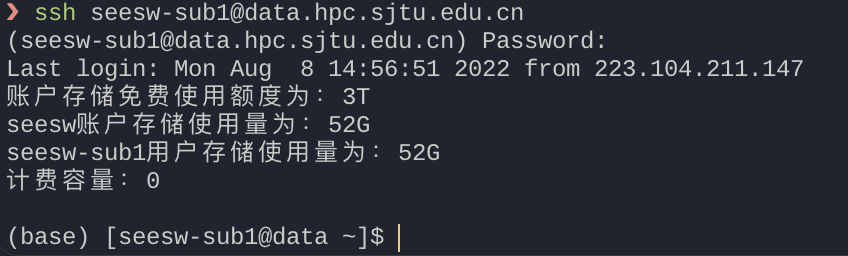 ❯ ssh seesw-sub1@data.hpc.sjtu.edu.cn
(seesw-sub1@data.hpc.sjtu.edu.cn) Password:
Last login: Mon Aug  8 14:56:51 2022 from 223.104.211.147
账户存储免费使用额度为：3T
seesw账户存储使用量为：52G
seesw-sub1用户存储使用量为：52G
计费容量：0
(base) [seesw-sub1@data ~]$